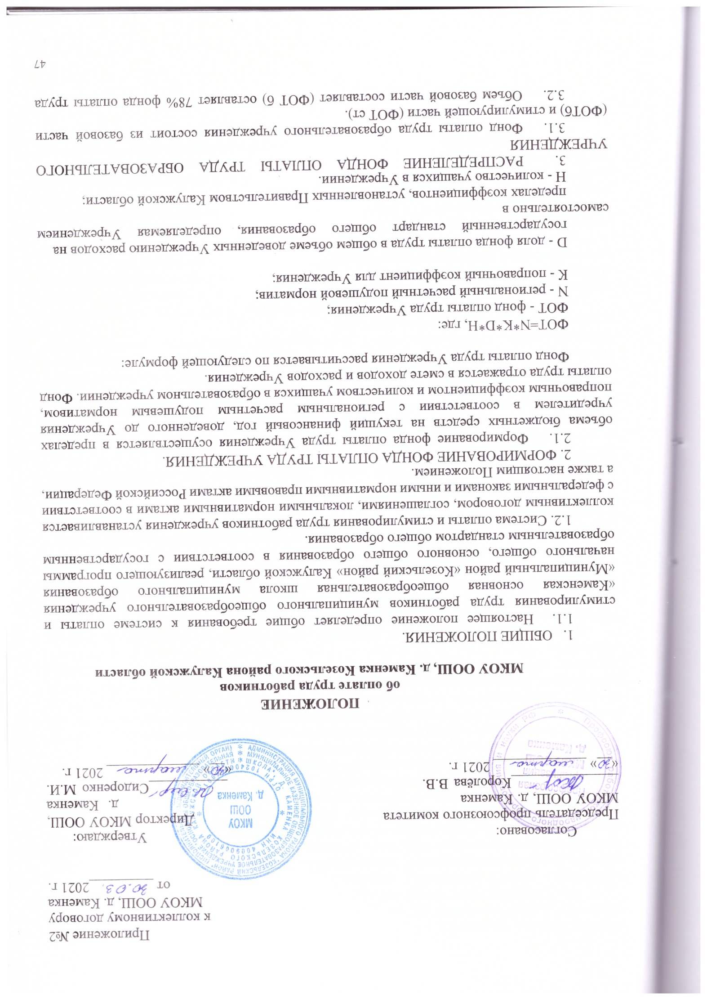 Приложение №2
к коллективному договору
МКОУ ООШ, д. Каменка
от 30.03. 2021 г.
Согласовано:
Председатель профсоюзного комитета
МКОУ ООШ, д. Каменка
Королёва В.В.
«30» марта 2021 г.
Утверждаю:
Директор МКОУ ООШ,
д. Каменка
Сидоренко М.И.
«30» марта 2021 г.
МКОУ
ООШ
д. Каменка
ПОЛОЖЕНИЕ
об оплате труда работников
МКОУ ООШ, д. Каменка Козельского района Калужской области
1. ОБЩИЕ ПОЛОЖЕНИЯ.
1.1. Настоящее положение определяет общие требования к системе оплаты и
стимулирования труда работников муниципального общеобразовательного учреждения
«Каменская основная общеобразовательная школа муниципального образования
«Муниципальный район «Козельский район» Калужской области, реализующего программы
начального общего, основного общего образования в соответствии с государственным
образовательным стандартом общего образования.
1.2. Система оплаты и стимулирования труда работников учреждения устанавливается
коллективным договором, соглашениями, локальными нормативными актами в соответствии
с федеральными законами и иными нормативными правовыми актами Российской Федерации,
а также настоящим Положением.
2. ФОРМИРОВАНИЕ ФОНДА ОПЛАТЫ ТРУДА УЧРЕЖДЕНИЯ.
2.1. Формирование фонда оплаты труда Учреждения осуществляется в пределах
объема бюджетных средств на текущий финансовый год, доведенного до Учреждения
учредителем в соответствии с региональным расчетным подушевым нормативом,
поправочным коэффициентом и количеством учащихся в образовательном учреждении. Фонд
оплаты труда отражается в смете доходов и расходов Учреждения.
Фонд оплаты труда Учреждения рассчитывается по следующей формуле:
ФОТ=N*K*D*H, где:
ФОТ - фонд оплаты труда Учреждения;
N - региональный расчетный подушевой норматив;
К - поправочный коэффициент для Учреждения;
D - доля фонда оплаты труда в общем объеме доведенных Учреждению расходов на
государственный стандарт общего образования, определяемая Учреждением
самостоятельно в
пределах коэффициентов, установленных Правительством Калужской области;
Н - количество учащихся в Учреждении.
3. РАСПРЕДЕЛЕНИЕ ФОНДА ОПЛАТЫ ТРУДА ОБРАЗОВАТЕЛЬНОГО
УЧРЕЖДЕНИЯ
3.1. Фонд оплаты труда образовательного учреждения состоит из базовой части
(ФОТб) и стимулирующей части (ФОТ ст).
3.2. Объем базовой части составляет (ФОТ б) оставляет 78% фонда оплаты труда
47